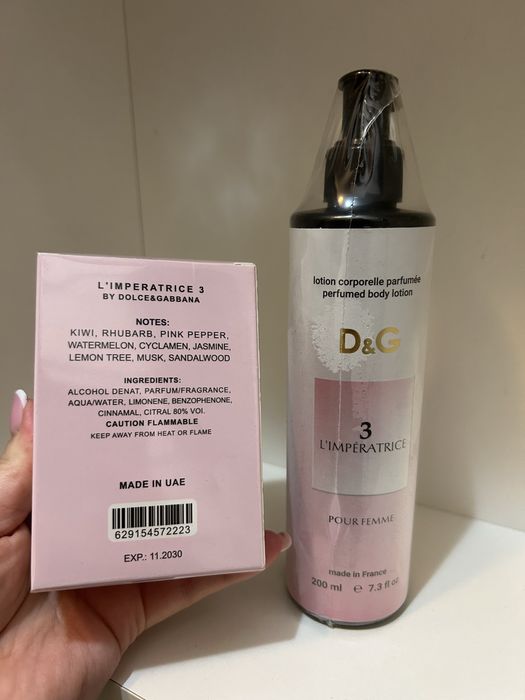 L'IMPERATRICE 3
BY DOLCE&GABBANA
NOTES:
KIWI, RHUBARB, PINK PEPPER,
WATERMELON, CYCLAMEN, JASMINE,
LEMON TREE, MUSK, SANDALWOOD
INGREDIENTS:
ALCOHOL DENAT, PARFUM/FRAGRANCE,
AQUA/WATER, LIMONENE, BENZOPHENONE,
CINNAMAL, CITRAL 80% VOI.
CAUTION FLAMMABLE
KEEP AWAY FROM HEAT OR FLAME
MADE IN UAE
629154572223
EXP.: 11.2030
lotion corporelle parfumée
perfumed body lotion
D&G
3
L'IMPÉRATRICE
POUR FEMME
made in France
200 ml e 7.3 fl oz